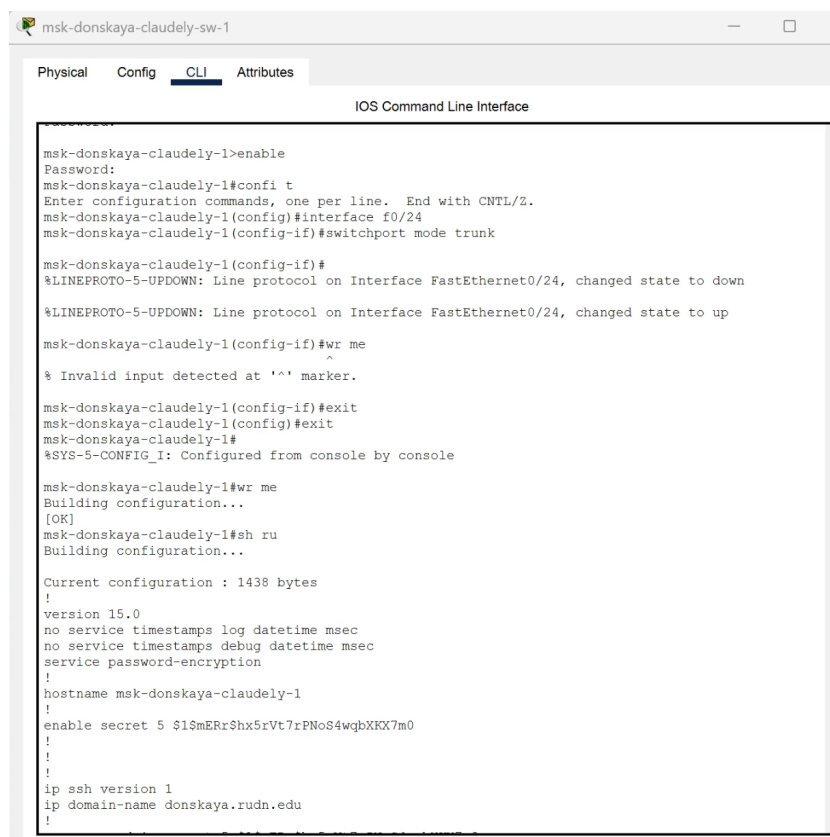 msk-donskaya-claudely-sw-1
Physical Config CLI Attributes
IOS Command Line Interface
msk-donskaya-claudely-1>enable
Password:
msk-donskaya-claudely-1#confi t
Enter configuration commands, one per line. End with CNTL/Z.
msk-donskaya-claudely-1(config)#interface f0/24
msk-donskaya-claudely-1(config-if)#switchport mode trunk
msk-donskaya-claudely-1(config-if)#
%LINEPROTO-5-UPDOWN: Line protocol on Interface FastEthernet0/24, changed state to down
%LINEPROTO-5-UPDOWN: Line protocol on Interface FastEthernet0/24, changed state to up
msk-donskaya-claudely-1(config-if)#wr me
^
% Invalid input detected at '^' marker.
msk-donskaya-claudely-1(config-if)#exit
msk-donskaya-claudely-1(config)#exit
msk-donskaya-claudely-1#
%SYS-5-CONFIG_I: Configured from console by console
msk-donskaya-claudely-1#wr me
Building configuration...
[OK]
msk-donskaya-claudely-1#sh ru
Building configuration...
Current configuration : 1438 bytes
!
version 15.0
no service timestamps log datetime msec
no service timestamps debug datetime msec
service password-encryption
!
hostname msk-donskaya-claudely-1
!
enable secret 5 $1$mERr$hx5rVt7rPNoS4wqbXKX7m0
!
!
!
ip ssh version 1
ip domain-name donskaya.rudn.edu
!